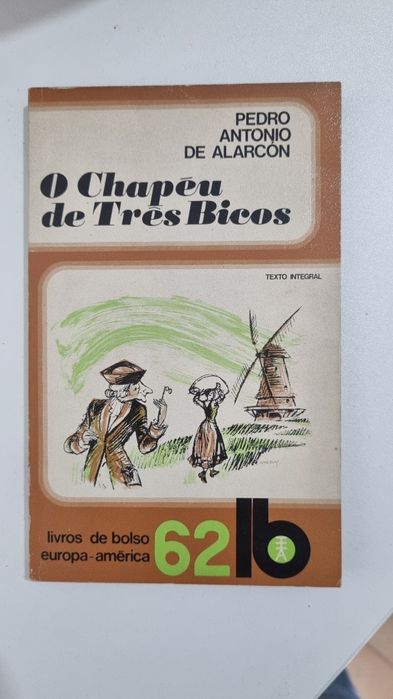 PEDRO
ANTONIO
DE ALARCÓN
O Chapéu
de Três Bicos
TEXTO INTEGRAL
livros de bolso
europa-américa
62
lb